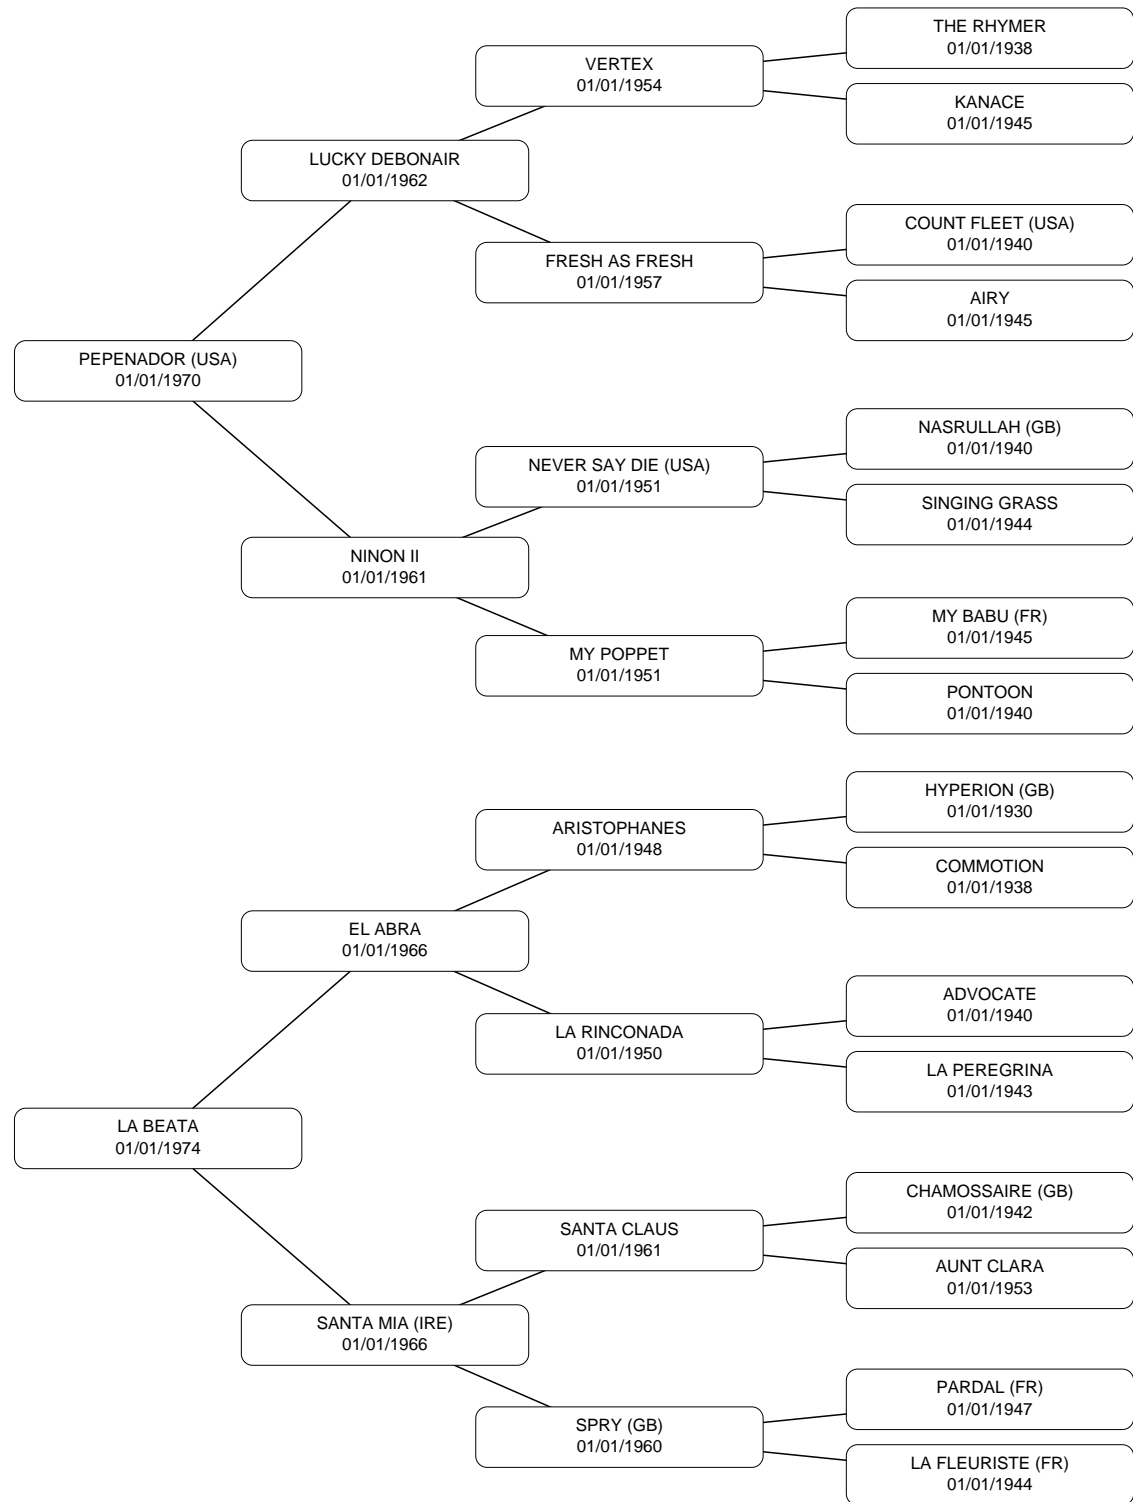 THE RHYMER
01/01/1938
VERTEX
01/01/1954
KANACE
01/01/1945
LUCKY DEBONAIR
01/01/1962
COUNT FLEET (USA)
01/01/1940
FRESH AS FRESH
01/01/1957
AIRY
01/01/1945
PEPENADOR (USA)
01/01/1970
NASRULLAH (GB)
01/01/1940
NEVER SAY DIE (USA)
01/01/1951
SINGING GRASS
01/01/1944
NINON II
01/01/1961
MY BABU (FR)
01/01/1945
MY POPPET
01/01/1951
PONTOON
01/01/1940
HYPERION (GB)
01/01/1930
ARISTOPHANES
01/01/1948
COMMOTION
01/01/1938
EL ABRA
01/01/1966
ADVOCATE
01/01/1940
LA RINCONADA
01/01/1950
LA PEREGRINA
01/01/1943
LA BEATA
01/01/1974
CHAMOSSAIRE (GB)
01/01/1942
SANTA CLAUS
01/01/1961
AUNT CLARA
01/01/1953
SANTA MIA (IRE)
01/01/1966
PARDAL (FR)
01/01/1947
SPRY (GB)
01/01/1960
LA FLEURISTE (FR)
01/01/1944